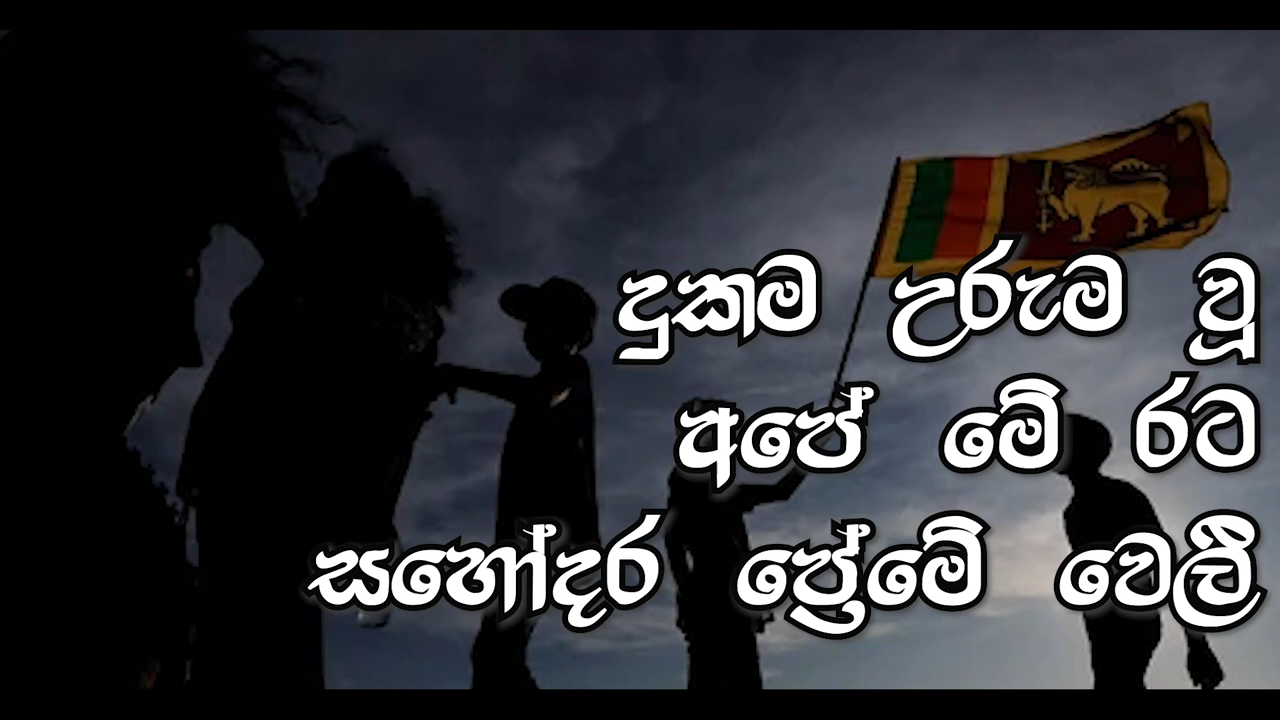 දුකම උරුම වූ
අපේ මේ රට
සහෝදර ප්‍රේමේ වෙලී